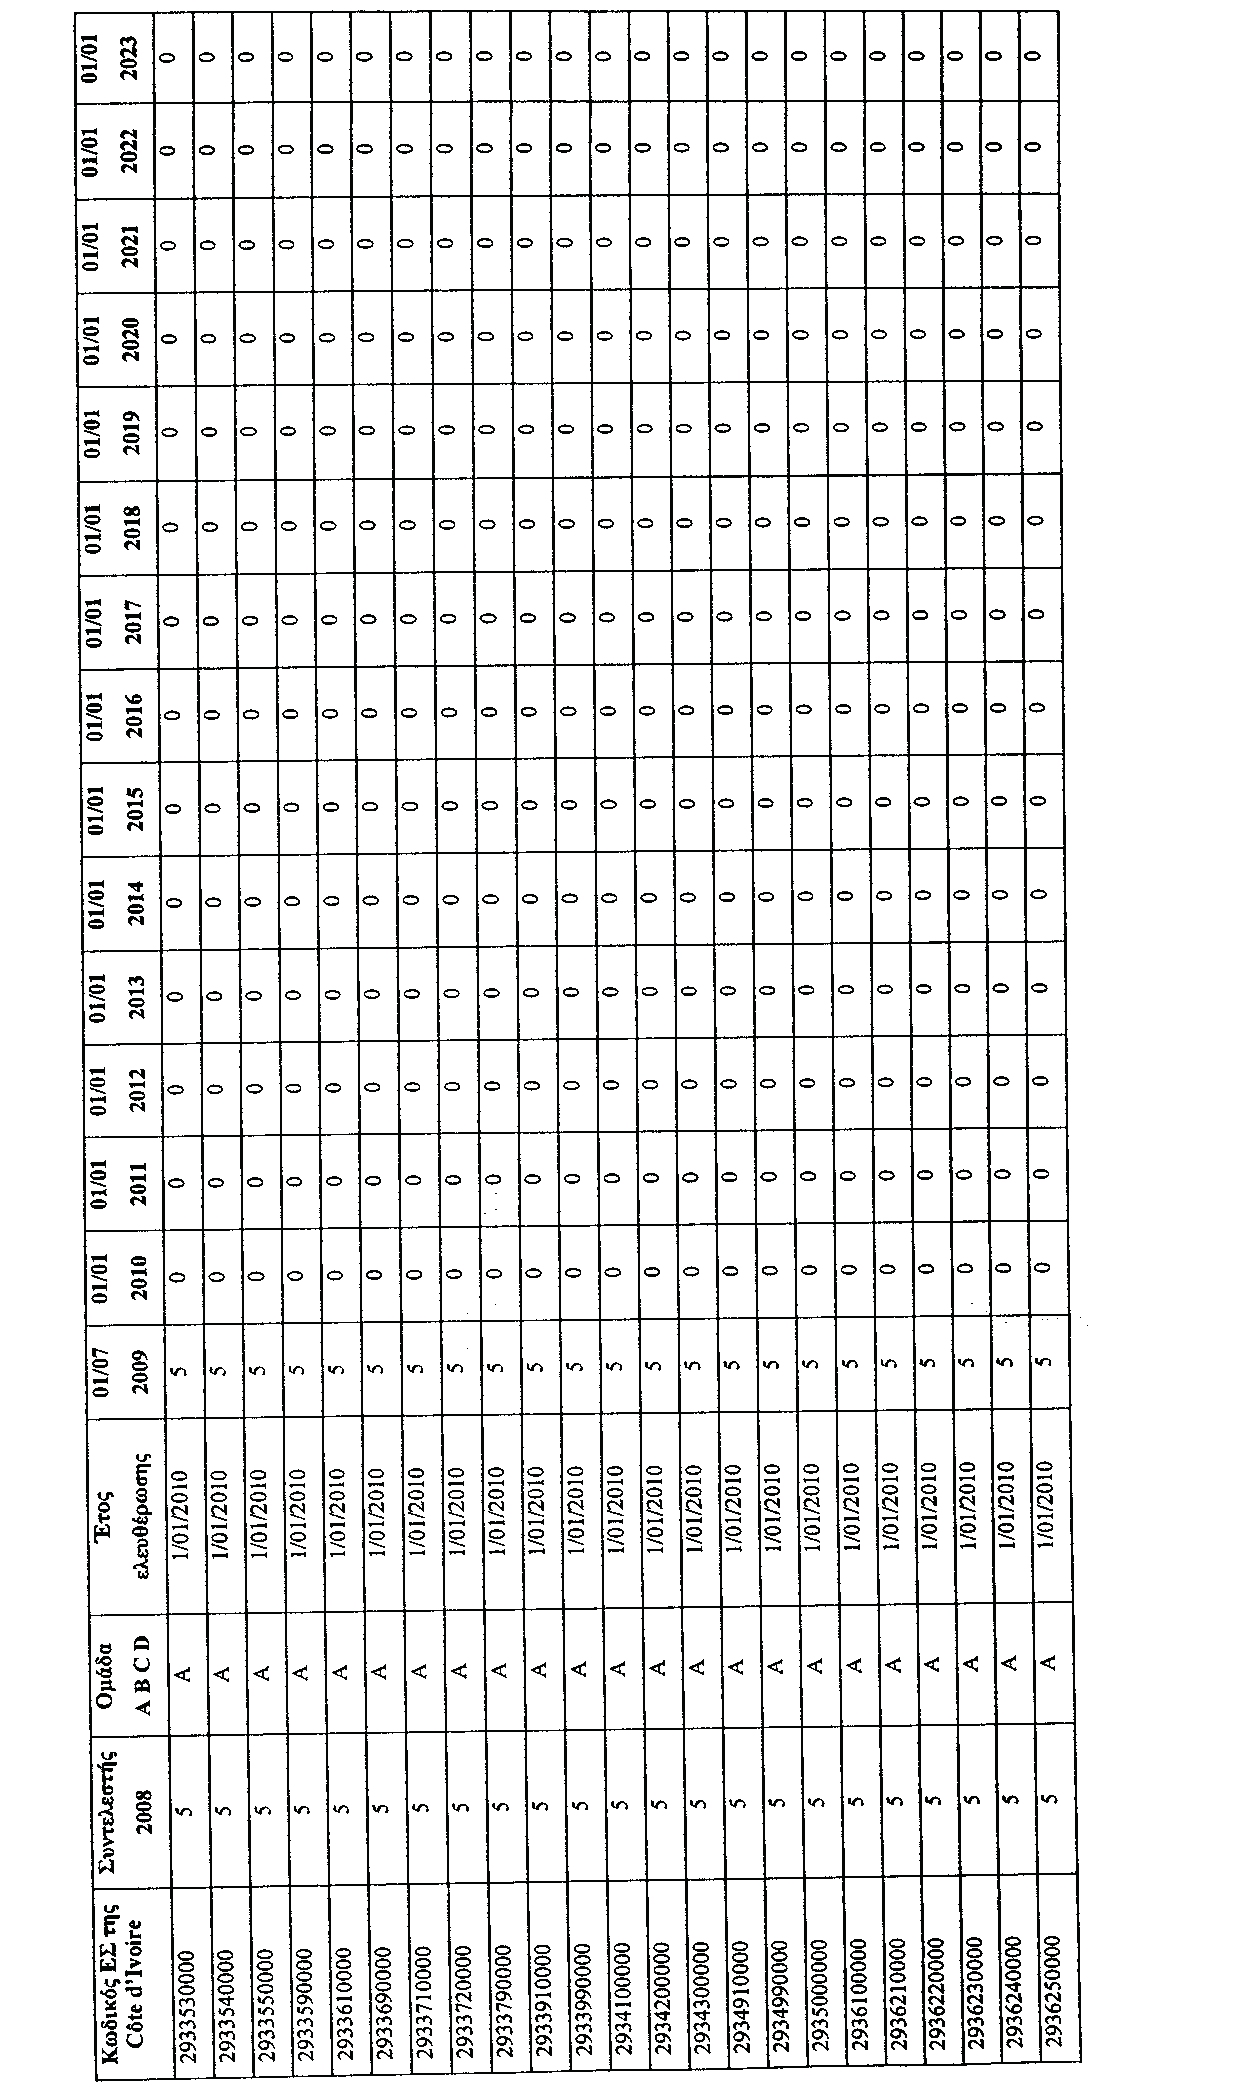 Κωδικός ΕΣ της Côte d'Ivoire Συντελεστής 2008 Ομάδα A B C D Έτος ελευθέρωσης 01/07 2009 01/01 2010 01/01 2011 01/01 2012 01/01 2013 01/01 2014 01/01 2015 01/01 2016 01/01 2017 01/01 2018 01/01 2019 01/01 2020 01/01 2021 01/01 2022 01/01 2023
2933530000 5 A 1/01/2010 5 0 0 0 0 0 0 0 0 0 0 0 0 0 0
2933540000 5 A 1/01/2010 5 0 0 0 0 0 0 0 0 0 0 0 0 0 0
2933550000 5 A 1/01/2010 5 0 0 0 0 0 0 0 0 0 0 0 0 0 0
2933590000 5 A 1/01/2010 5 0 0 0 0 0 0 0 0 0 0 0 0 0 0
2933610000 5 A 1/01/2010 5 0 0 0 0 0 0 0 0 0 0 0 0 0 0
2933690000 5 A 1/01/2010 5 0 0 0 0 0 0 0 0 0 0 0 0 0 0
2933710000 5 A 1/01/2010 5 0 0 0 0 0 0 0 0 0 0 0 0 0 0
2933720000 5 A 1/01/2010 5 0 0 0 0 0 0 0 0 0 0 0 0 0 0
2933790000 5 A 1/01/2010 5 0 0 0 0 0 0 0 0 0 0 0 0 0 0
2933910000 5 A 1/01/2010 5 0 0 0 0 0 0 0 0 0 0 0 0 0 0
2933990000 5 A 1/01/2010 5 0 0 0 0 0 0 0 0 0 0 0 0 0 0
2934100000 5 A 1/01/2010 5 0 0 0 0 0 0 0 0 0 0 0 0 0 0
2934200000 5 A 1/01/2010 5 0 0 0 0 0 0 0 0 0 0 0 0 0 0
2934300000 5 A 1/01/2010 5 0 0 0 0 0 0 0 0 0 0 0 0 0 0
2934910000 5 A 1/01/2010 5 0 0 0 0 0 0 0 0 0 0 0 0 0 0
2934990000 5 A 1/01/2010 5 0 0 0 0 0 0 0 0 0 0 0 0 0 0
2935000000 5 A 1/01/2010 5 0 0 0 0 0 0 0 0 0 0 0 0 0 0
2936100000 5 A 1/01/2010 5 0 0 0 0 0 0 0 0 0 0 0 0 0 0
2936210000 5 A 1/01/2010 5 0 0 0 0 0 0 0 0 0 0 0 0 0 0
2936220000 5 A 1/01/2010 5 0 0 0 0 0 0 0 0 0 0 0 0 0 0
2936230000 5 A 1/01/2010 5 0 0 0 0 0 0 0 0 0 0 0 0 0 0
2936240000 5 A 1/01/2010 5 0 0 0 0 0 0 0 0 0 0 0 0 0 0
2936250000 5 A 1/01/2010 5 0 0 0 0 0 0 0 0 0 0 0 0 0 0